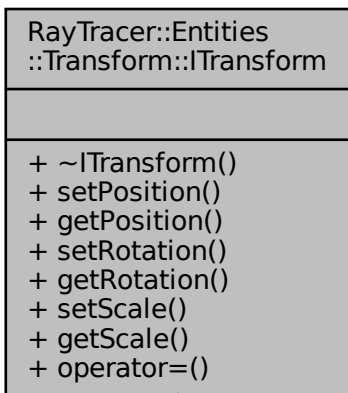 RayTracer::Entities
::Transform::ITransform
+ ~ITransform()
+ setPosition()
+ getPosition()
+ setRotation()
+ getRotation()
+ setScale()
+ getScale()
+ operator=()